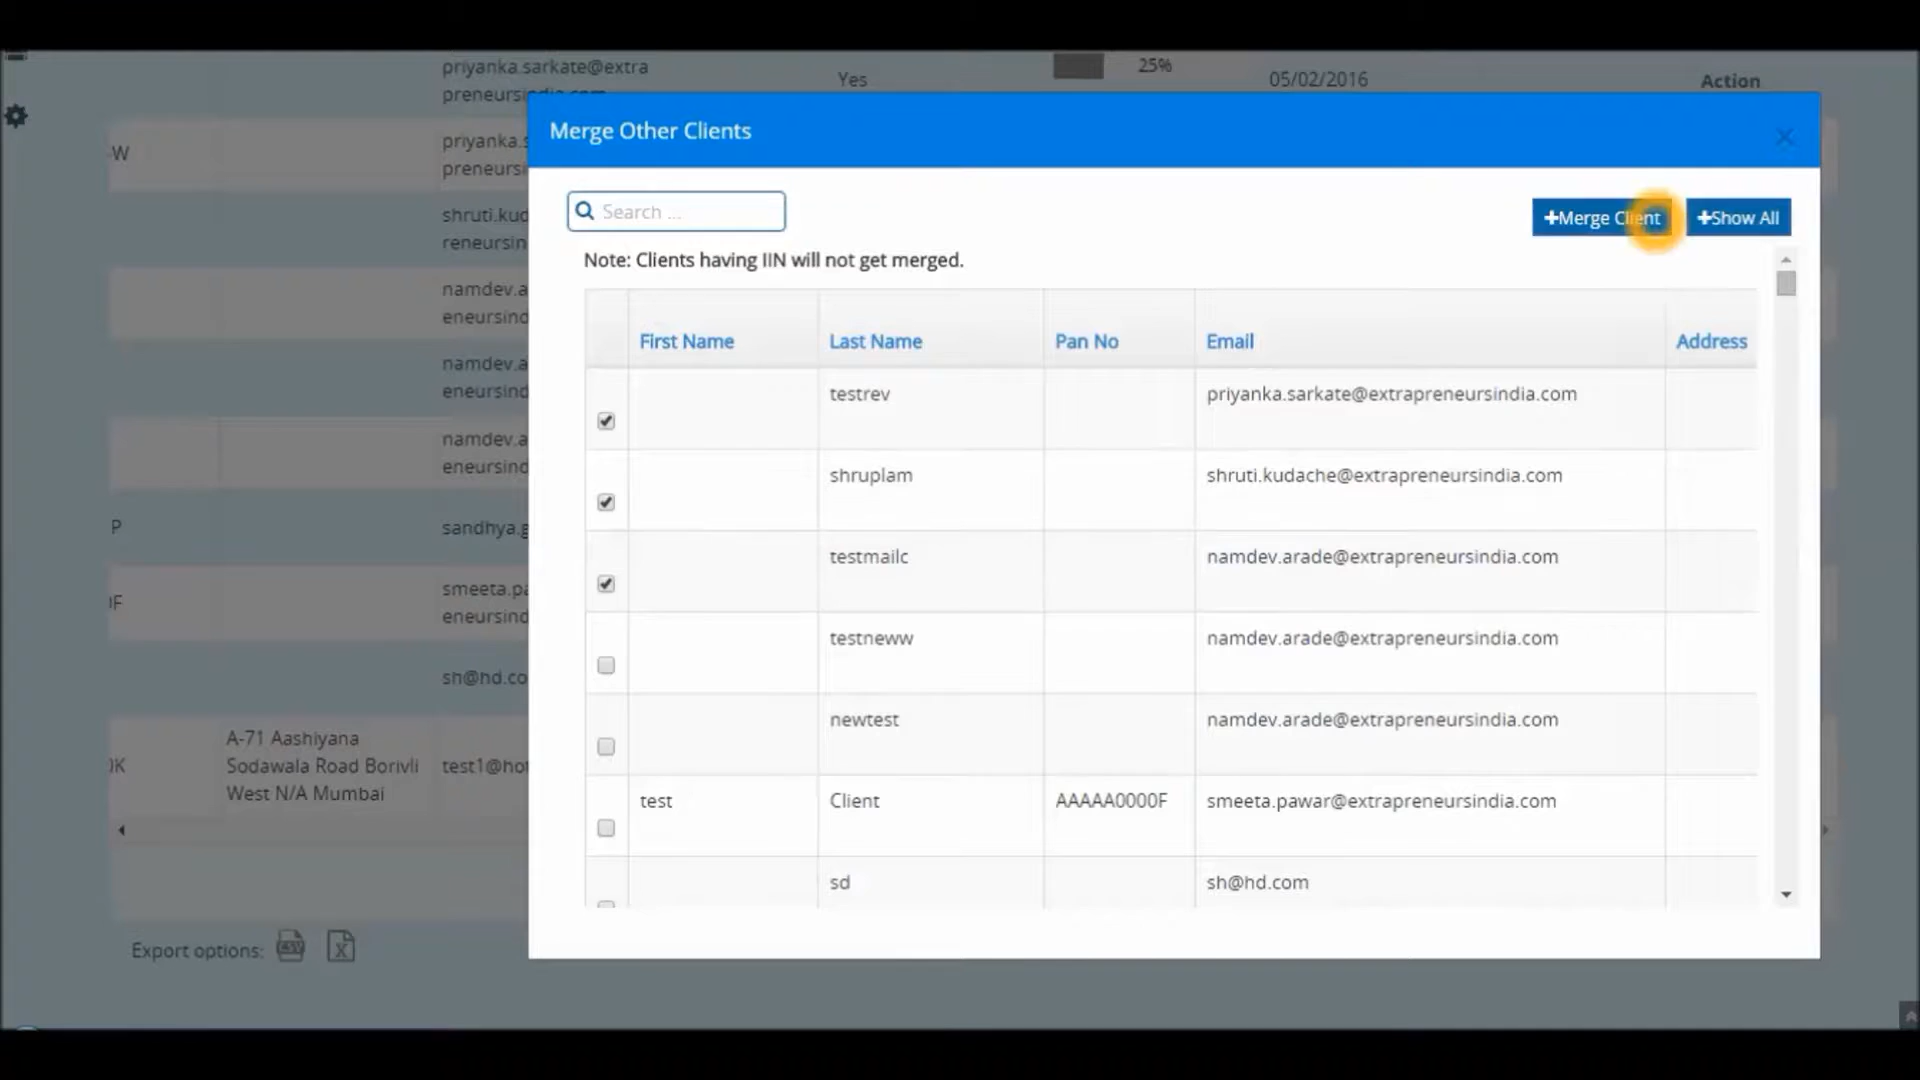 priyanka.sarkate@extra
preneursindia.com
Yes
25%
05/02/2016
Action
Merge Other Clients
-W
priyanka.s
preneursi
Search ...
+Merge Client
+Show All
shruti.kud
reneursin
Note: Clients having IIN will not get merged.
namdev.a
eneursind
First Name Last Name Pan No Email Address
namdev.a
eneursind
testrev priyanka.sarkate@extrapreneursindia.com
namdev.a
eneursind
shruplam shruti.kudache@extrapreneursindia.com
P
sandhya.g
testmailc namdev.arade@extrapreneursindia.com
smeeta.pa
eneursind
testneww namdev.arade@extrapreneursindia.com
sh@hd.co
newtest namdev.arade@extrapreneursindia.com
A-71 Aashiyana
Sodawala Road Borivli
West N/A Mumbai
test1@ho
test Client AAAAA0000F smeeta.pawar@extrapreneursindia.com
sd sh@hd.com
Export options: